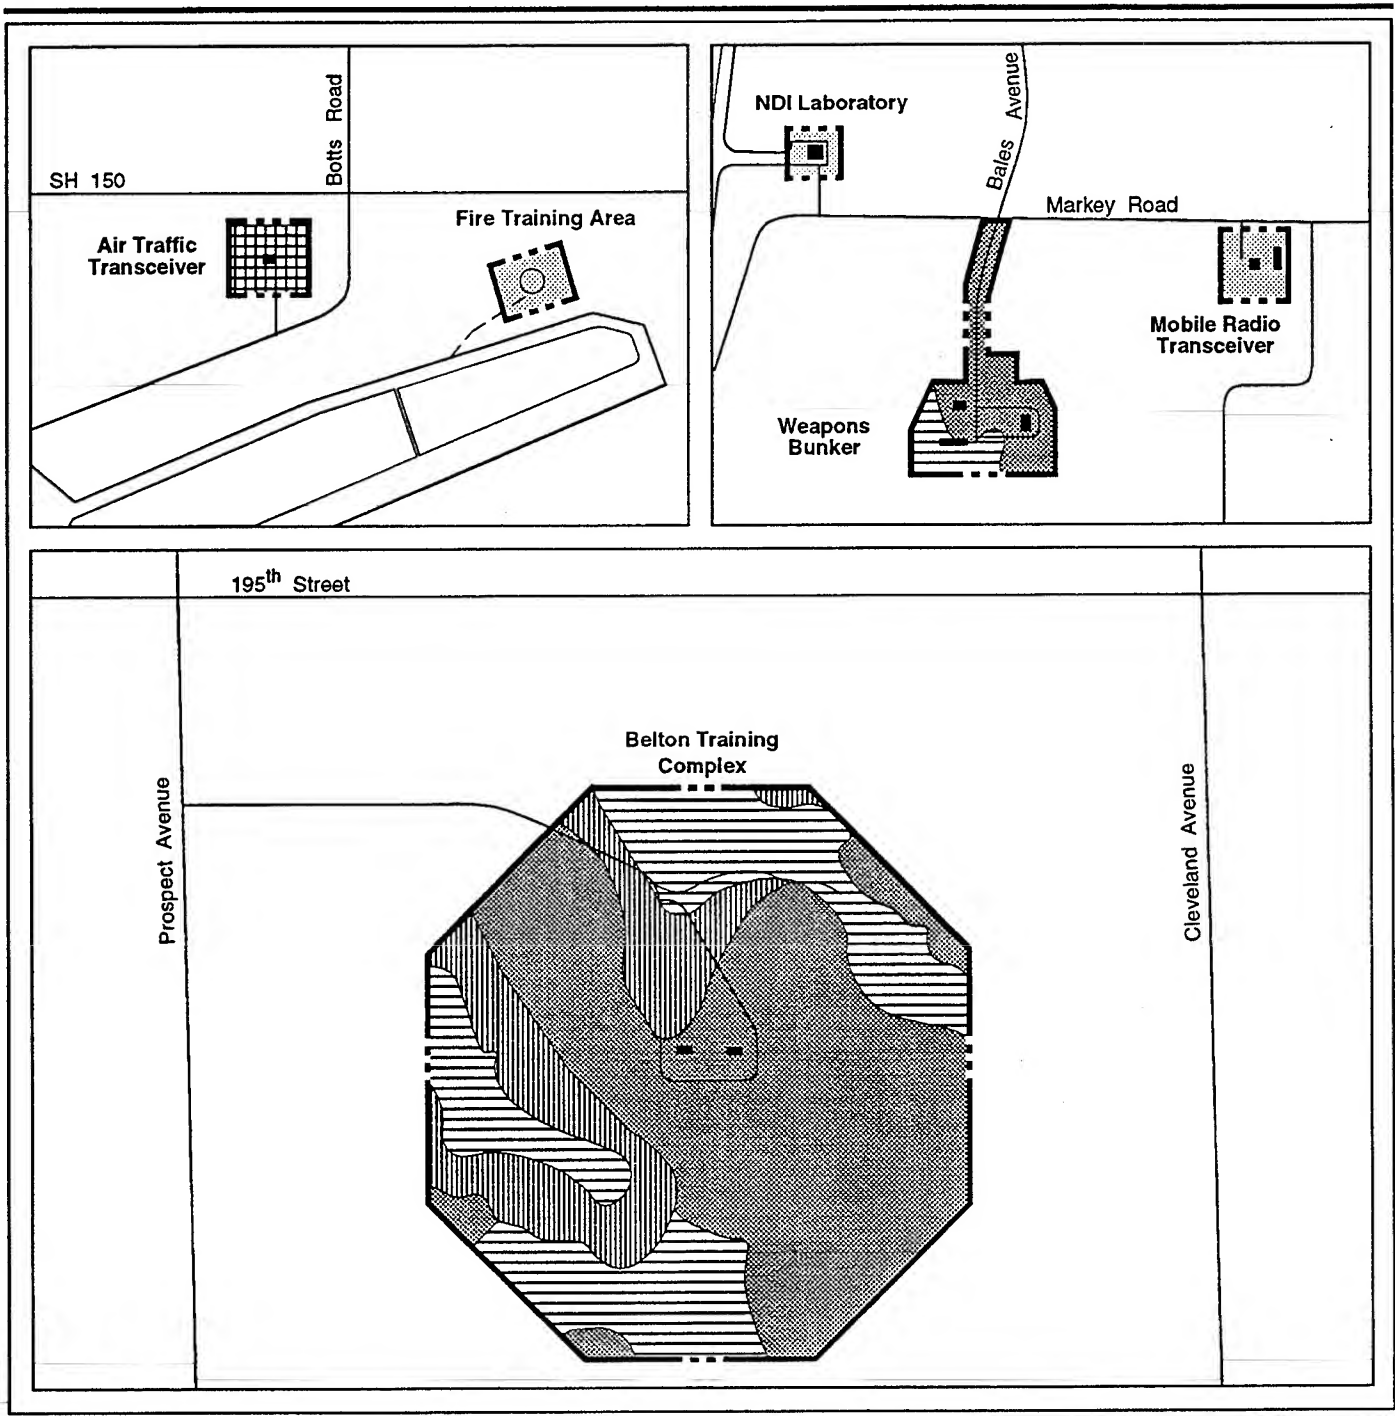 Botts Road
SH 150
Air Traffic
Transceiver
Fire Training Area
NDI Laboratory
Bales Avenue
Markey Road
Mobile Radio
Transceiver
Weapons
Bunker
195th Street
Belton Training
Complex
Prospect Avenue
Cleveland Avenue